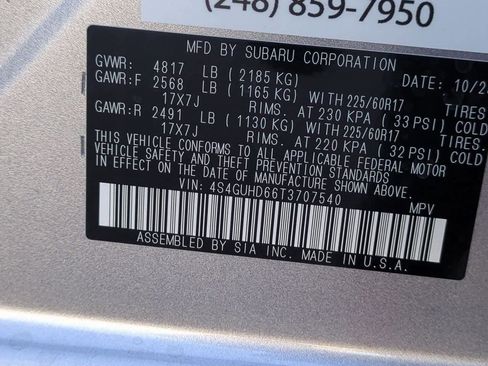 (248) 859-7950
MFD BY SUBARU CORPORATION
GVWR: 4817 LB (2185 KG) DATE: 10/2
GAWR:F 2568 LB (1165 KG) WITH 225/60R17 TIRES
17X7J RIMS. AT 230 KPA (33 PSI) COLD
GAWR:R 2491 LB (1130 KG) WITH 225/60R17 TIRES
17X7J RIMS. AT 220 KPA (32 PSI) COLD
THIS VEHICLE CONFORMS TO ALL APPLICABLE FEDERAL MOTOR
VEHICLE SAFETY AND THEFT PREVENTION STANDARDS
IN EFFECT ON THE DATE OF MANUFACTURE SHOWN ABOVE.
VIN: 4S4GUHD66T3707540 MPV
ASSEMBLED BY SIA INC. MADE IN U.S.A.